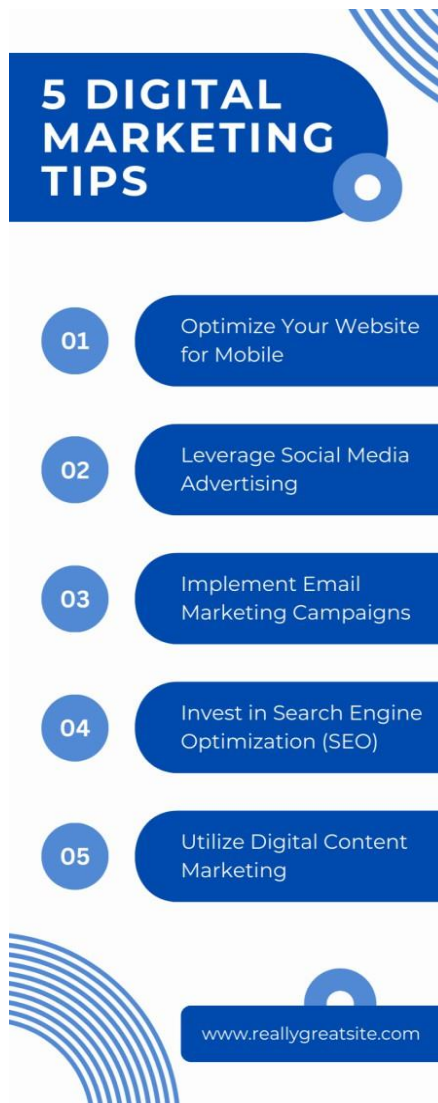 5 DIGITAL
MARKETING
TIPS
01
Optimize Your Website
for Mobile
02
Leverage Social Media
Advertising
03
Implement Email
Marketing Campaigns
04
Invest in Search Engine
Optimization (SEO)
05
Utilize Digital Content
Marketing
www.reallygreatsite.com